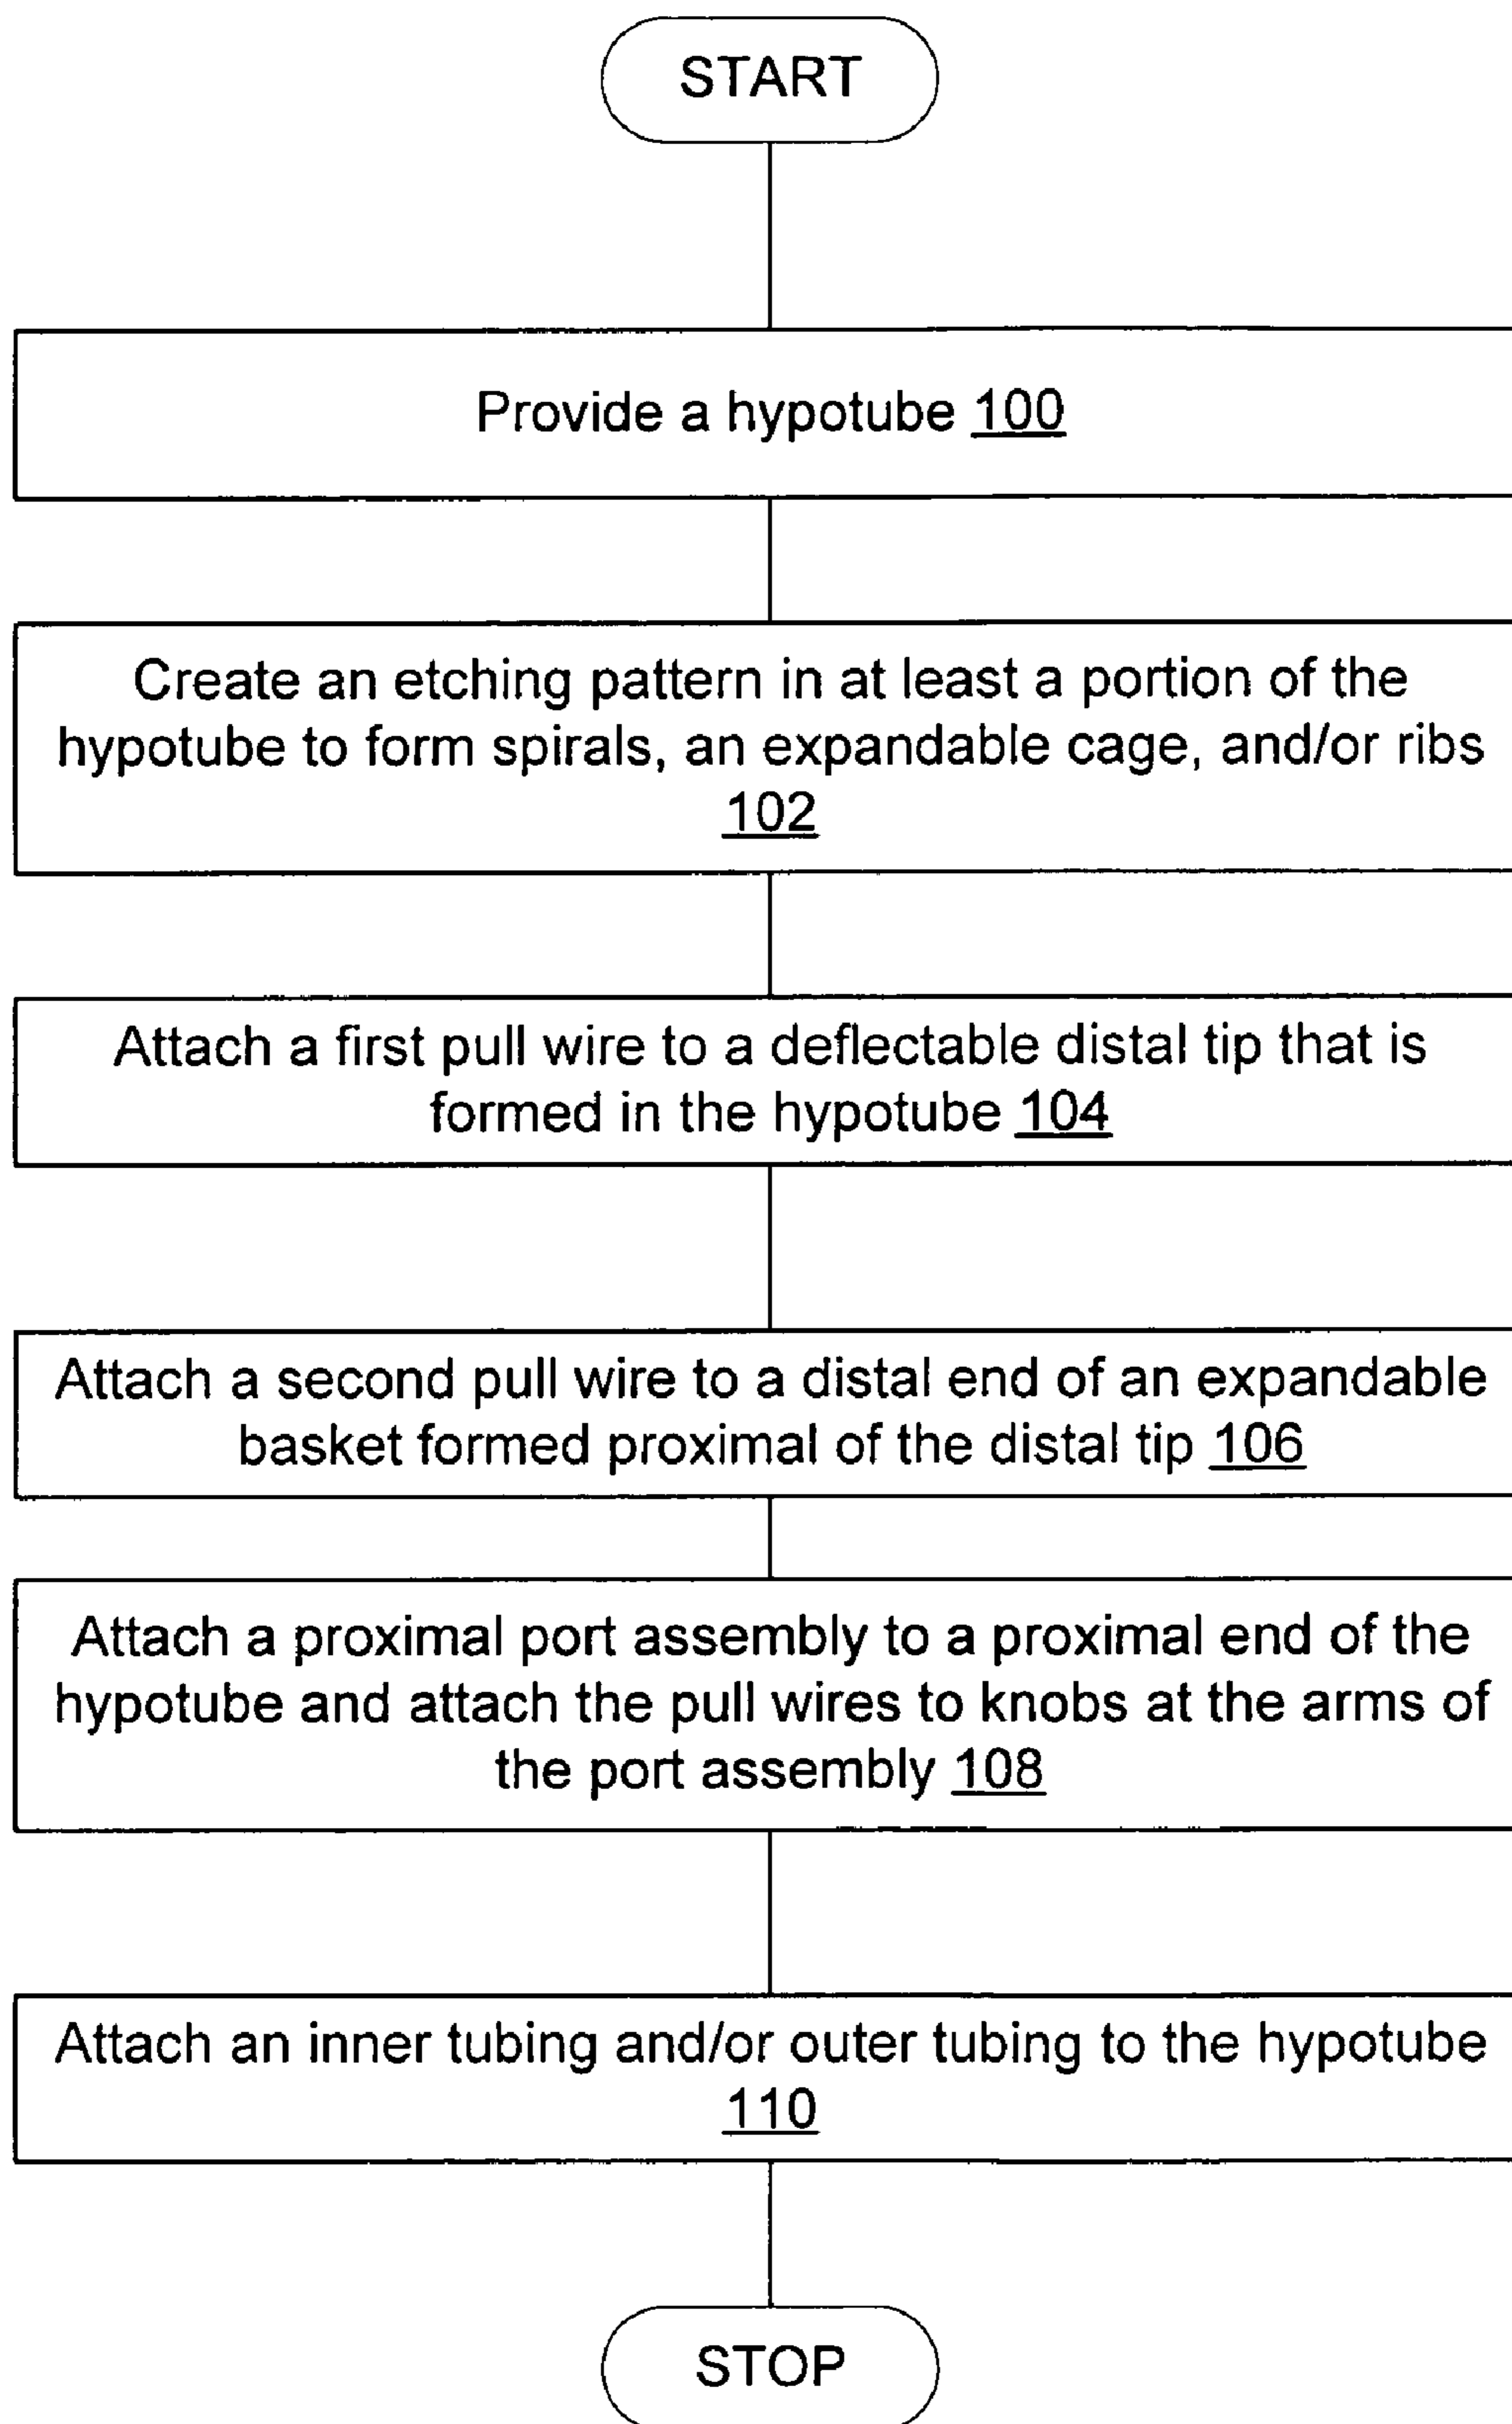 START
Provide a hypotube 100
Create an etching pattern in at least a portion of the
hypotube to form spirals, an expandable cage, and/or ribs
102
Attach a first pull wire to a deflectable distal tip that is
formed in the hypotube 104
Attach a second pull wire to a distal end of an expandable
basket formed proximal of the distal tip 106
Attach a proximal port assembly to a proximal end of the
hypotube and attach the pull wires to knobs at the arms of
the port assembly 108
Attach an inner tubing and/or outer tubing to the hypotube
110
STOP